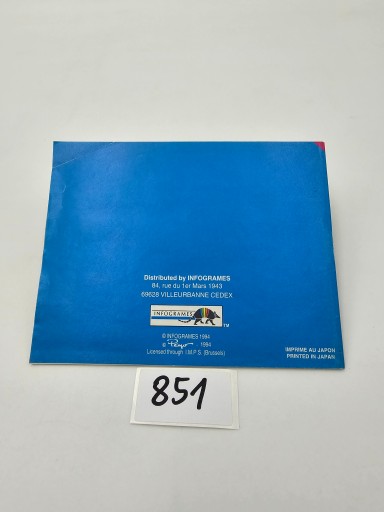 Distributed by INFOGRAMES
84, rue du 1er Mars 1943
69628 VILLEURBANNE CEDEX
INFOGRAMES
TM
© INFOGRAMES 1994
© Peyo - 1994
Licensed through I.M.P.S. (Brussels)
IMPRIME AU JAPON
PRINTED IN JAPAN
851